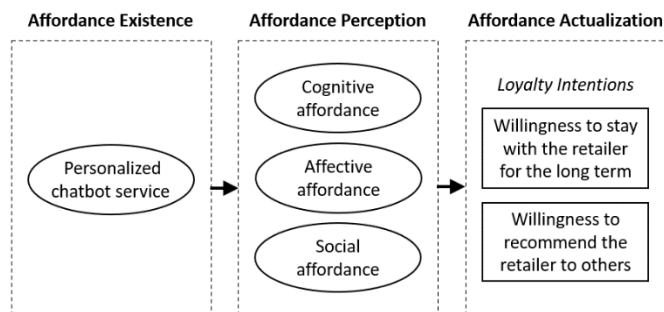 Affordance Existence
Affordance Perception
Affordance Actualization
Personalized
chatbot service
Cognitive
affordance
Affective
affordance
Social
affordance
Loyalty Intentions
Willingness to stay
with the retailer
for the long term
Willingness to
recommend the
retailer to others